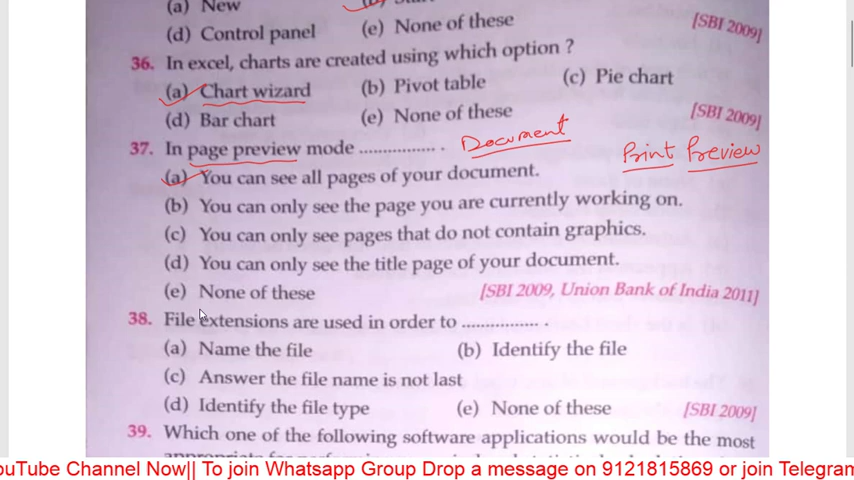 (a) New
(e) None of these
(d) Control panel
[SBI 2009]
36. In excel, charts are created using which option ?
(a) Chart wizard (b) Pivot table (c) Pie chart
(d) Bar chart (e) None of these [SBI 2009]
37. In page preview mode ................ . Document
Print Preview
(a) You can see all pages of your document.
(b) You can only see the page you are currently working on.
(c) You can only see pages that do not contain graphics.
(d) You can only see the title page of your document.
(e) None of these [SBI 2009, Union Bank of India 2011]
38. File extensions are used in order to ................ .
(a) Name the file (b) Identify the file
(c) Answer the file name is not last
(d) Identify the file type (e) None of these [SBI 2009]
39. Which one of the following software applications would be the most
ouTube Channel Now|| To join Whatsapp Group Drop a message on 9121815869 or join Telegram